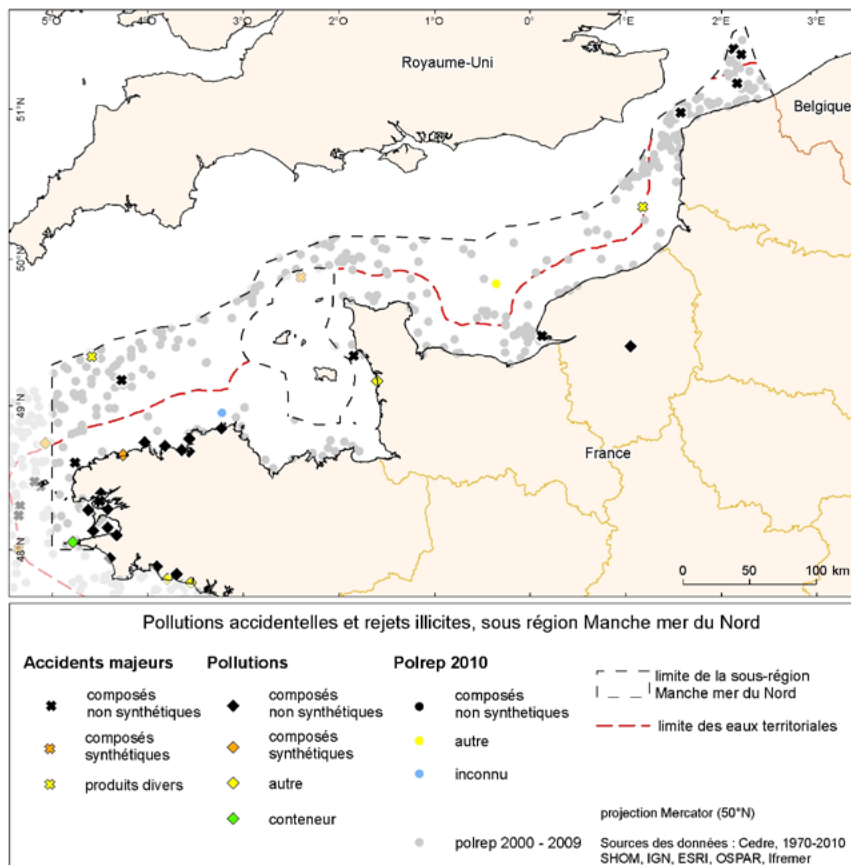 5°O 4°O 3°O 2°O 1°O 0° 1°E 2°E 3°E
Royaume-Uni
51°N
Belgique
50°N
49°N
France
48°N
0 50 100 km
Pollutions accidentelles et rejets illicites, sous région Manche mer du Nord
Accidents majeurs
composés
non synthétiques
composés
synthétiques
produits divers
Pollutions
composés
non synthétiques
composés
synthétiques
autre
conteneur
Polrep 2010
composés
non synthetiques
autre
inconnu
polrep 2000 - 2009
limite de la sous-région
Manche mer du Nord
limite des eaux territoriales
projection Mercator (50°N)
Sources des données : Cedre, 1970-2010
SHOM, IGN, ESRI, OSPAR, Ifremer